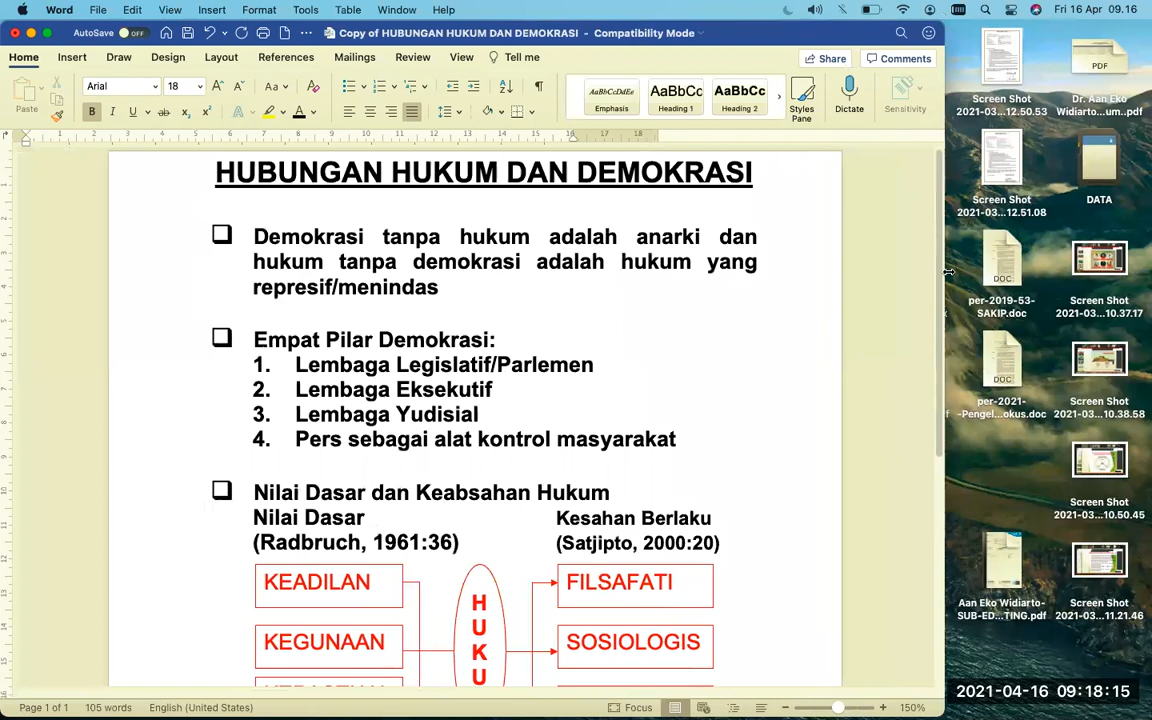 Word File Edit View Insert Format Tools Table Window Help
Fri 16 Apr 09.16
AutoSave OFF
Copy of HUBUNGAN HUKUM DAN DEMOKRASI - Compatibility Mode
Home Insert Draw Design Layout References Mailings Review View Tell me
Share Comments
Paste
Arial 18
AaBbCcDdEe AaBbCc AaBbCc
Emphasis Heading 1 Heading 2
Styles Pane
Dictate
Sensitivity
HUBUNGAN HUKUM DAN DEMOKRASI
Demokrasi tanpa hukum adalah anarki dan
hukum tanpa demokrasi adalah hukum yang
represif/menindas
Empat Pilar Demokrasi:
1. Lembaga Legislatif/Parlemen
2. Lembaga Eksekutif
3. Lembaga Yudisial
4. Pers sebagai alat kontrol masyarakat
Nilai Dasar dan Keabsahan Hukum
Nilai Dasar
(Radbruch, 1961:36)
Kesahan Berlaku
(Satjipto, 2000:20)
KEADILAN
KEGUNAAN
H
U
K
U
FILSAFATI
SOSIOLOGIS
Page 1 of 1 105 words English (United States)
Focus
150%
Screen Shot
2021-03...12.50.53
PDF
Dr. Aan Eko
Widiarto...um..pdf
Screen Shot
2021-03...12.51.08
DATA
DOC
per-2019-53-
SAKIP.doc
Screen Shot
2021-03...10.37.17
DOC
per-2021-
-Pengel...okus.doc
Screen Shot
2021-03...10.38.58
Screen Shot
2021-03...10.50.45
Aan Eko Widiarto-
SUB-ED...TING.pdf
Screen Shot
2021-03...11.21.46
2021-04-16 09:18:15